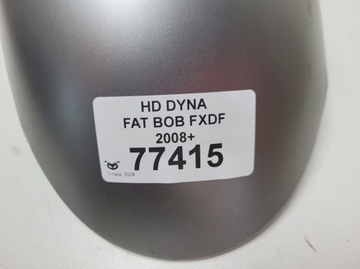 HD DYNA
FAT BOB FXDF
2008+
77415